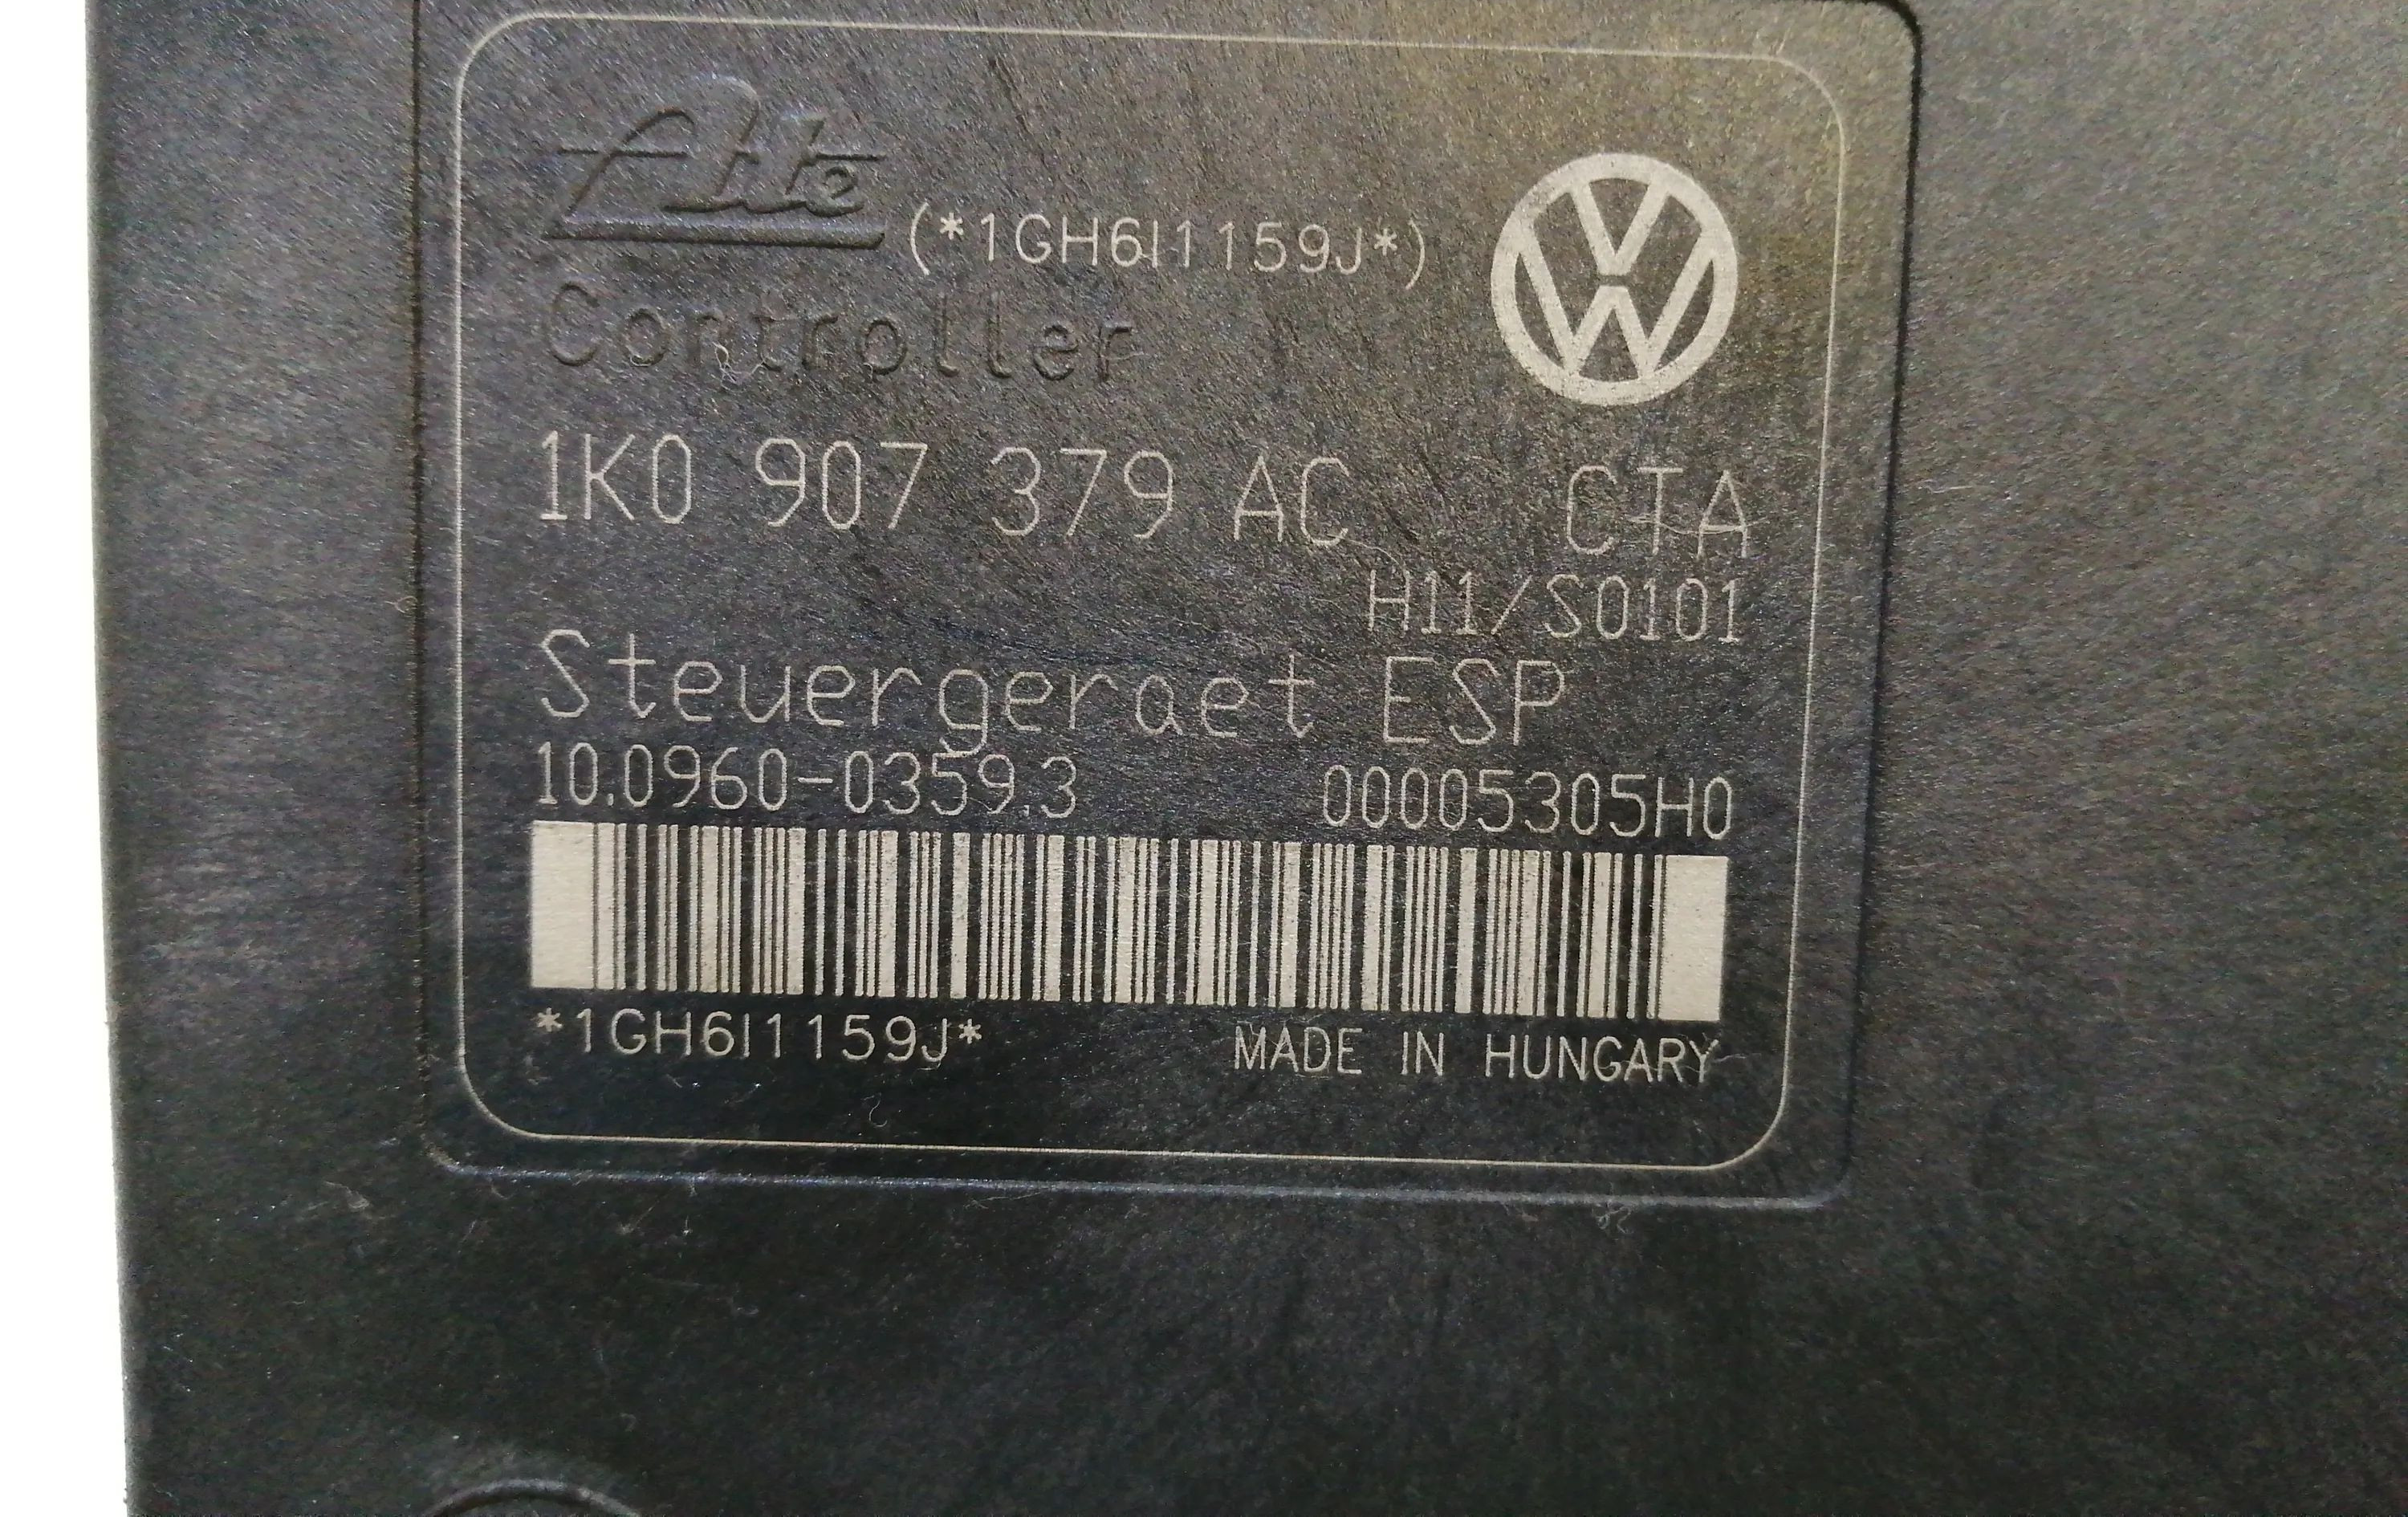 Ate
(*1GH6I1159J*)
Controller
1K0 907 379 AC CTA
H11/S0101
Steuergeraet ESP
10.0960-0359.3 00005305H0
*1GH6I1159J* MADE IN HUNGARY